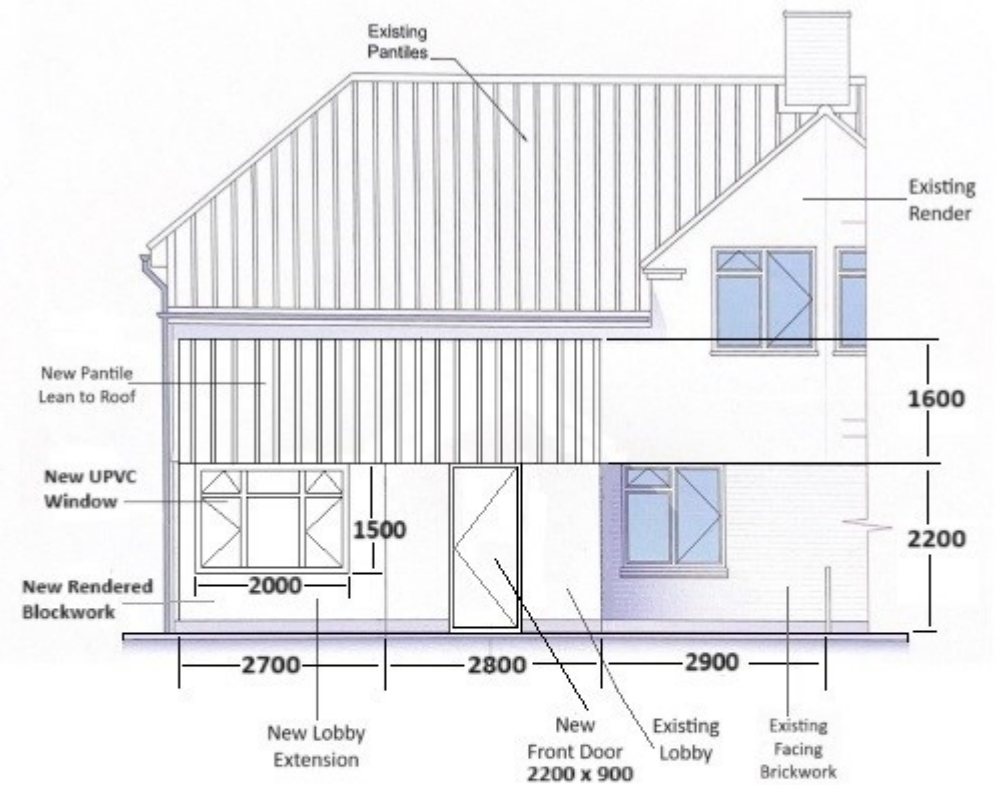 Existing
Pantiles
Existing
Render
New Pantile
Lean to Roof
1600
New UPVC
Window
1500
2200
2000
New Rendered
Blockwork
2700
2800
2900
New Lobby
Extension
New
Front Door
2200 x 900
Existing
Lobby
Existing
Facing
Brickwork